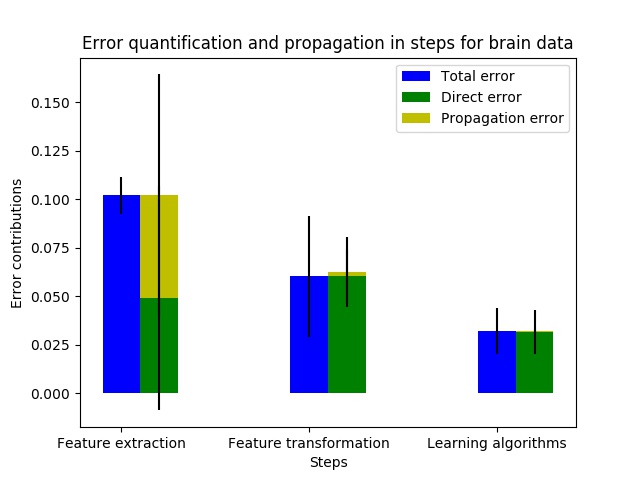 Error quantification and propagation in steps for brain data
Total error
Direct error
Propagation error
0.150
0.125
0.100
0.075
0.050
0.025
0.000
Error contributions
Feature extraction
Feature transformation
Learning algorithms
Steps